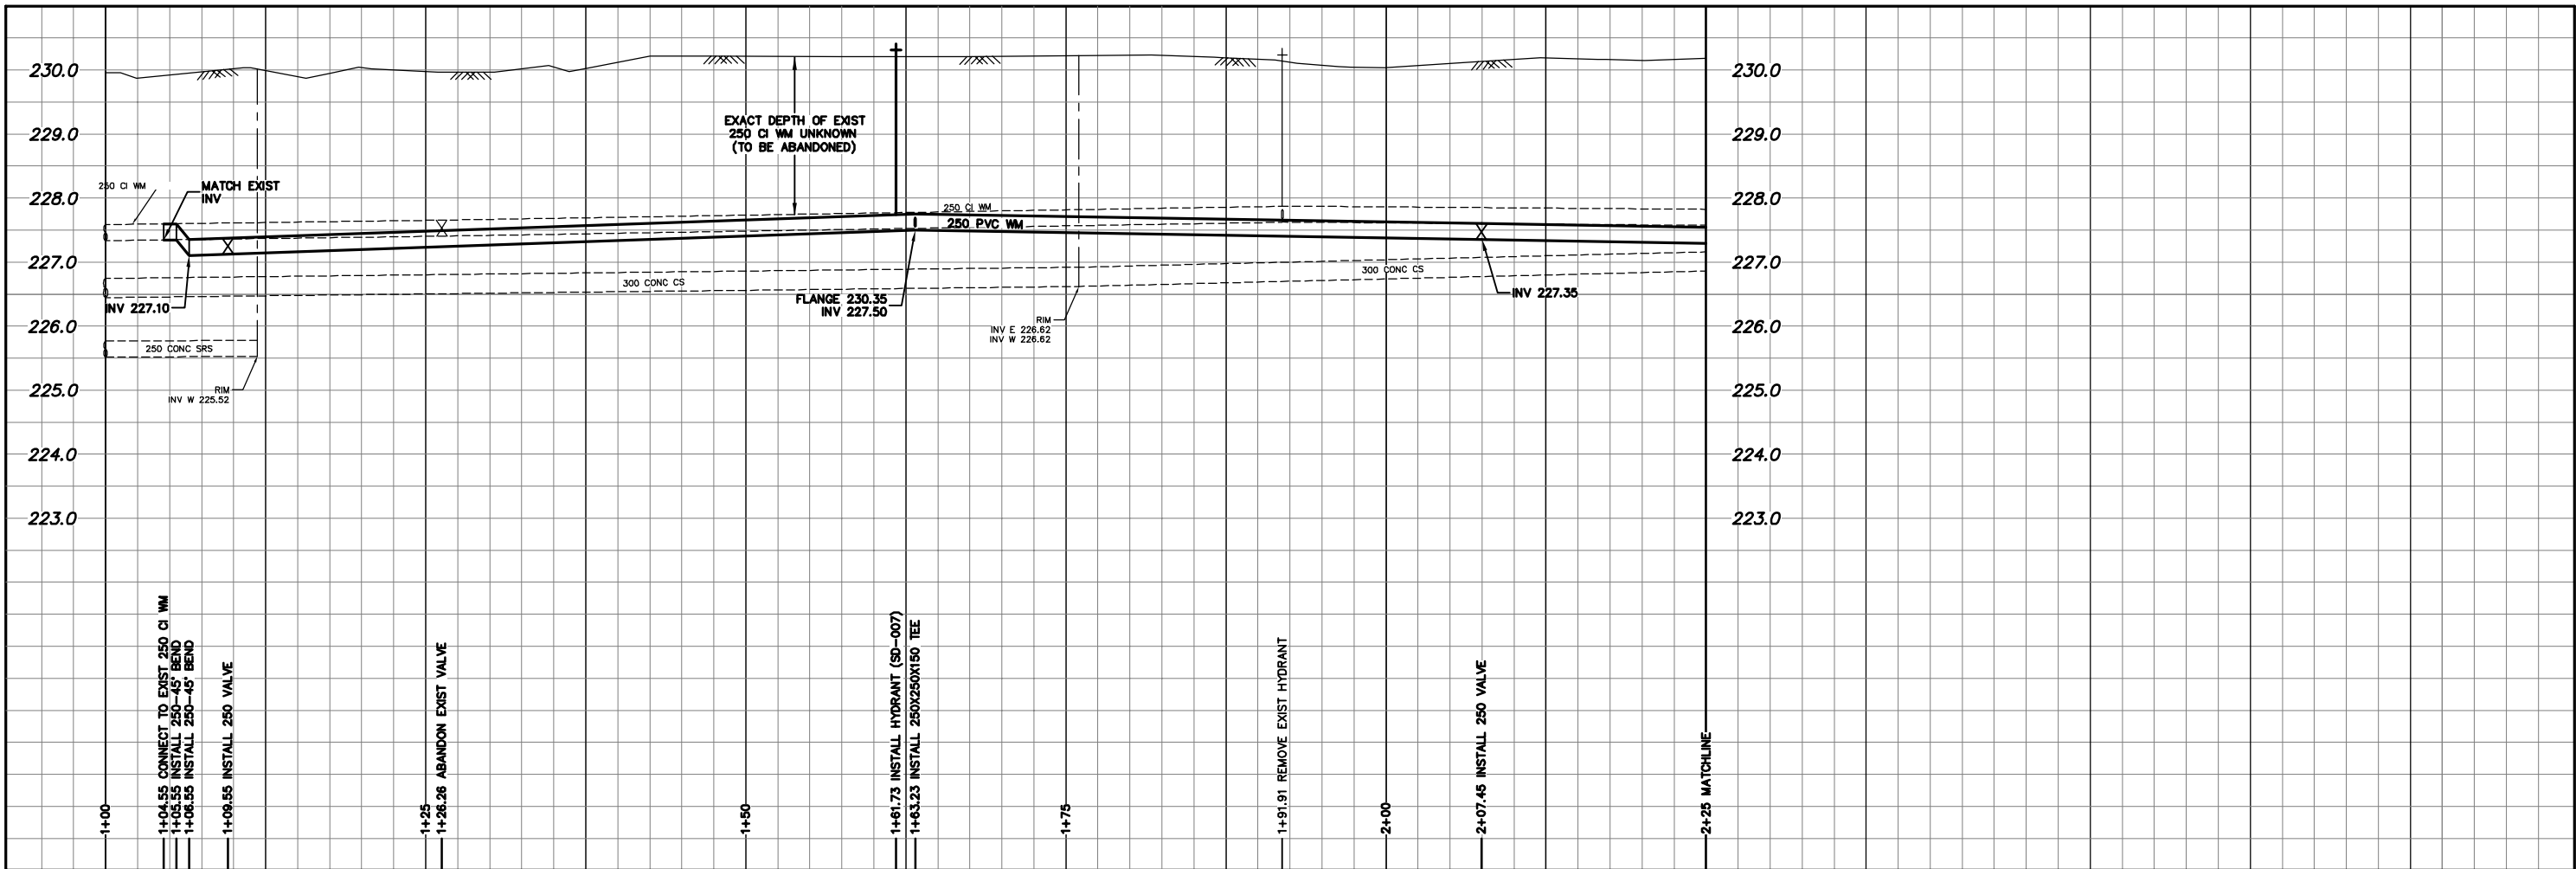 230.0
229.0
228.0
227.0
226.0
225.0
224.0
223.0
250 CI WM
MATCH EXIST
INV
INV 227.10
250 CONC SRS
RIM
INV W 225.52
300 CONC CS
EXACT DEPTH OF EXIST
250 CI WM UNKNOWN
(TO BE ABANDONED)
250 CI WM
250 PVC WM
FLANGE 230.35
INV 227.50
RIM
INV E 226.62
INV W 226.62
300 CONC CS
INV 227.35
230.0
229.0
228.0
227.0
226.0
225.0
224.0
223.0
1+00
1+04.55 CONNECT TO EXIST 250 CI WM
1+05.55 INSTALL 250-45° BEND
1+06.55 INSTALL 250-45° BEND
1+09.55 INSTALL 250 VALVE
1+25
1+26.26 ABANDON EXIST VALVE
1+50
1+61.73 INSTALL HYDRANT (SD-007)
1+63.23 INSTALL 250X250X150 TEE
1+75
1+91.91 REMOVE EXIST HYDRANT
2+00
2+07.45 INSTALL 250 VALVE
2+25 MATCHLINE